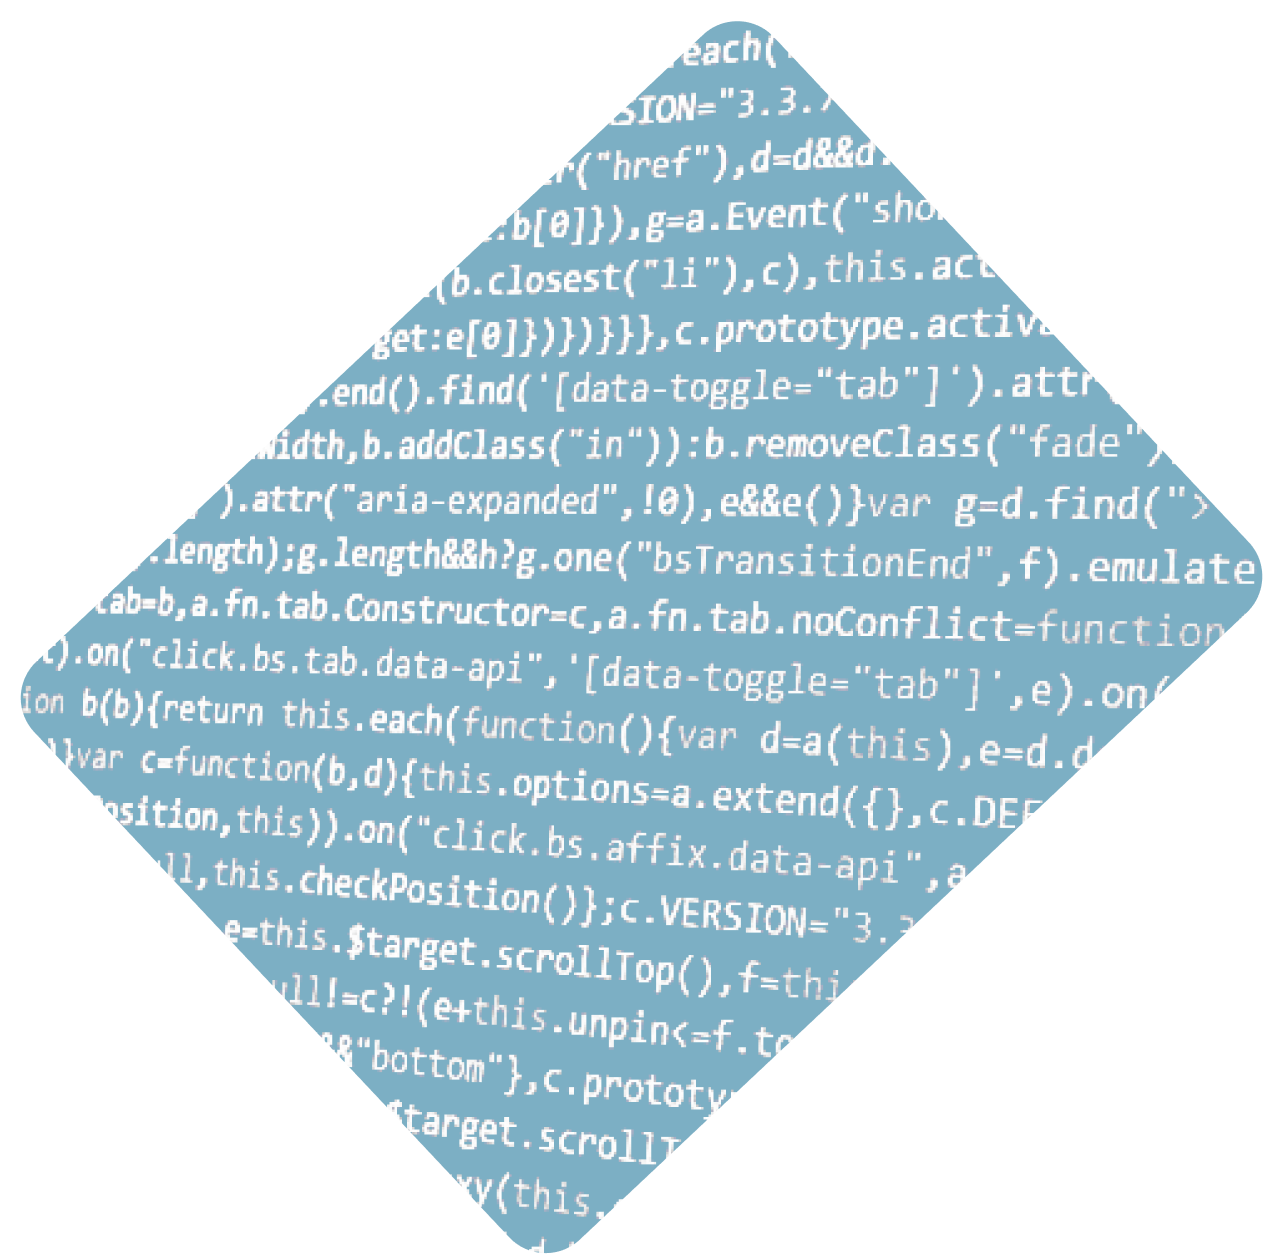 each(
SION="3.3.7
r("href"),d=d&&d.
:b[0]}),g=a.Event("sho
(b.closest("li"),c),this.act
get:e[0]})})}}},c.prototype.activ
.end().find('[data-toggle="tab"]').attr
width,b.addClass("in")):b.removeClass("fade")
).attr("aria-expanded",!0),e&&e()}var g=d.find(">
.length);g.length&&h?g.one("bsTransitionEnd",f).emulate
tab=b,a.fn.tab.Constructor=c,a.fn.tab.noConflict=function
t).on("click.bs.tab.data-api",'[data-toggle="tab"]',e).on(
ion b(b){return this.each(function(){var d=a(this),e=d.d
)}var c=function(b,d){this.options=a.extend({},c.DEF
osition,this)).on("click.bs.affix.data-api",a
ull,this.checkPosition()};c.VERSION="3.3
e=this.$target.scrollTop(),f=thi
ull!=c?!(e+this.unpin<=f.to
&&"bottom"},c.prototy
$target.scrollT
xy(this,
d